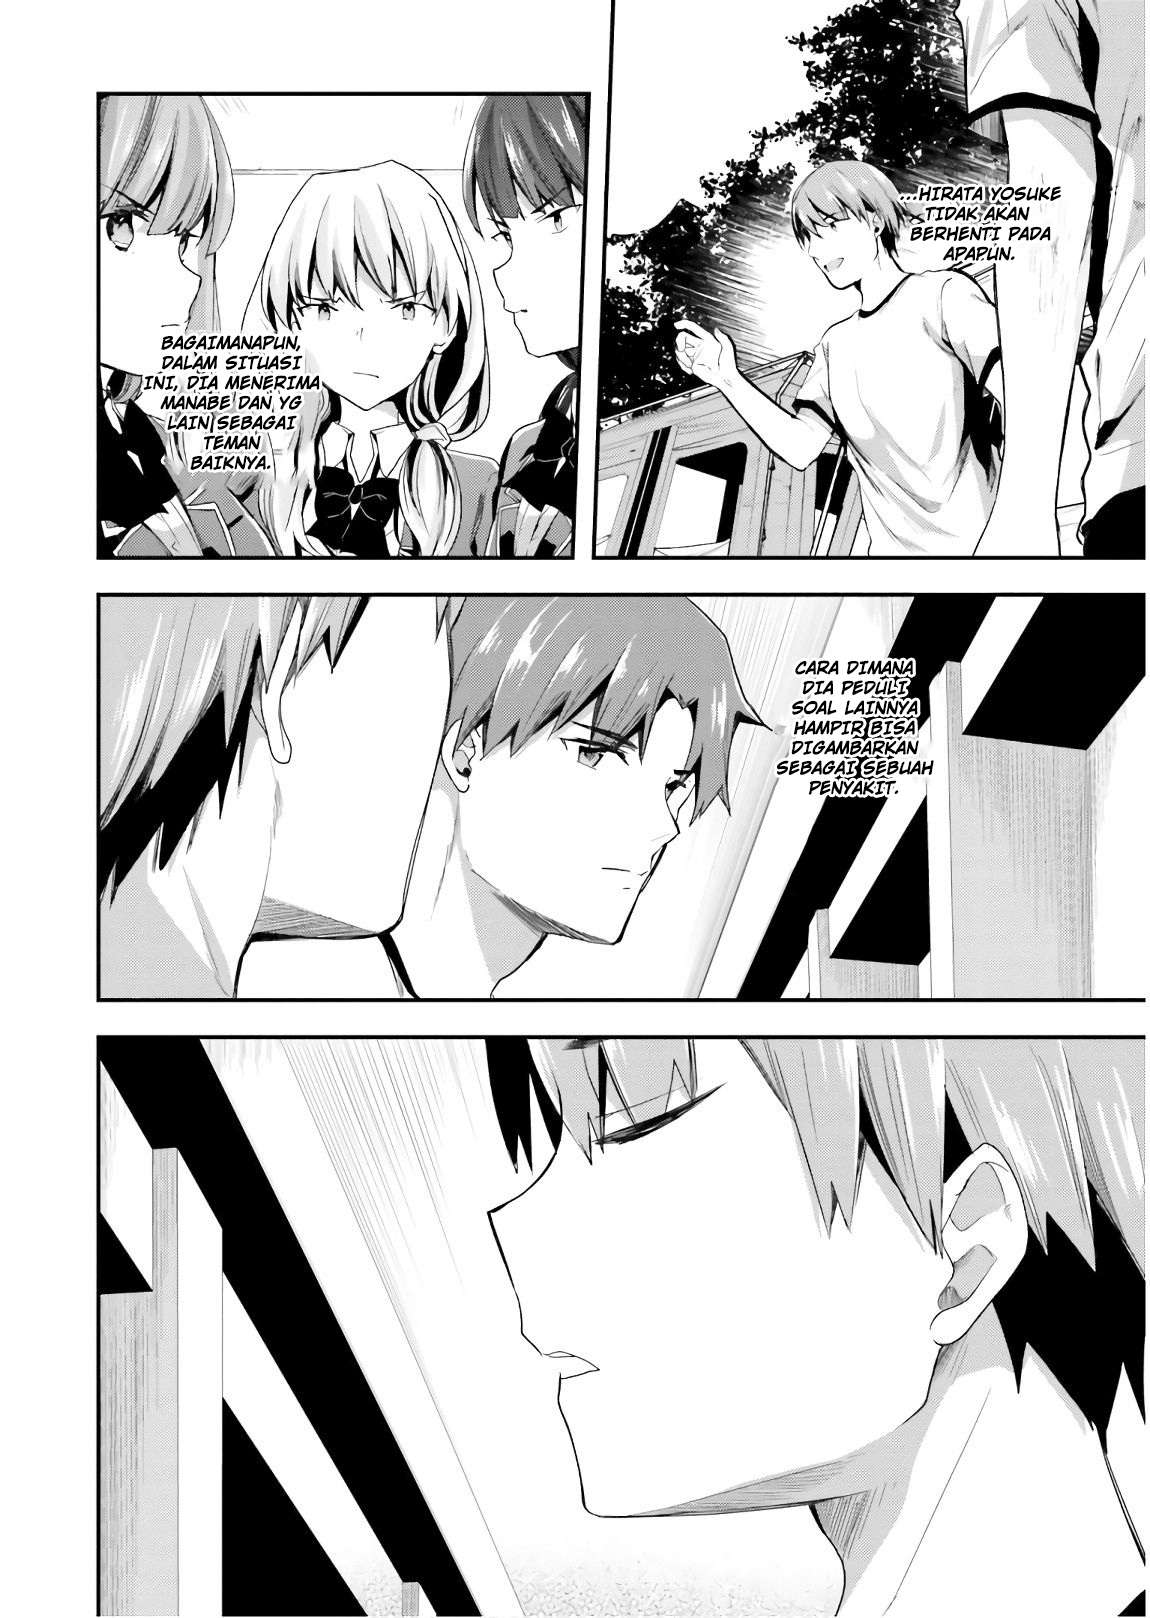 ...HIRATA YOSUKE
TIDAK AKAN
BERHENTI PADA
APAPUN.
BAGAIMANAPUN,
DALAM SITUASI
INI, DIA MENERIMA
MANABE DAN YG
LAIN SEBAGAI
TEMAN
BAIKNYA.
CARA DIMANA
DIA PEDULI
SOAL LAINNYA
HAMPIR BISA
DIGAMBARKAN
SEBAGAI SEBUAH
PENYAKIT.